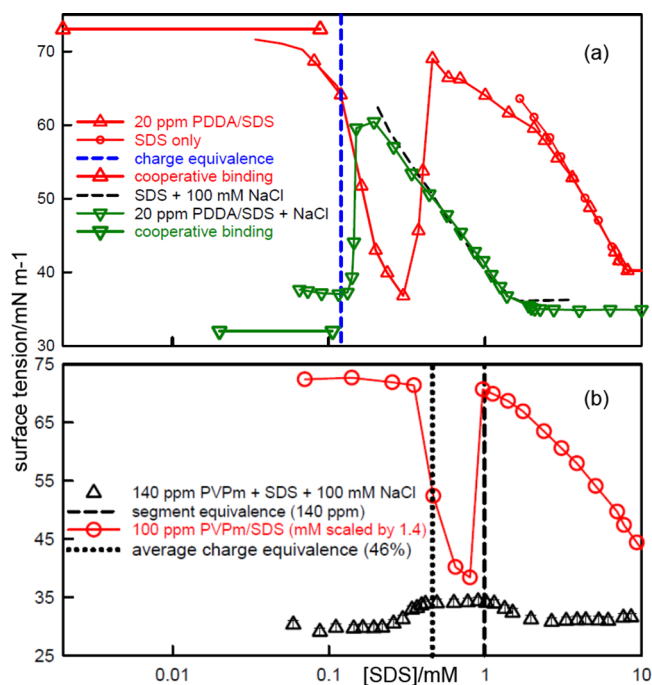 (a)
70
60
50
40
30
20 ppm PDDA/SDS
SDS only
charge equivalence
cooperative binding
SDS + 100 mM NaCl
20 ppm PDDA/SDS + NaCl
cooperative binding
surface tension/mN m-1
(b)
75
65
55
45
35
25
140 ppm PVPm + SDS + 100 mM NaCl
segment equivalence (140 ppm)
100 ppm PVPm/SDS (mM scaled by 1.4)
average charge equivalence (46%)
0.01 0.1 1 10
[SDS]/mM